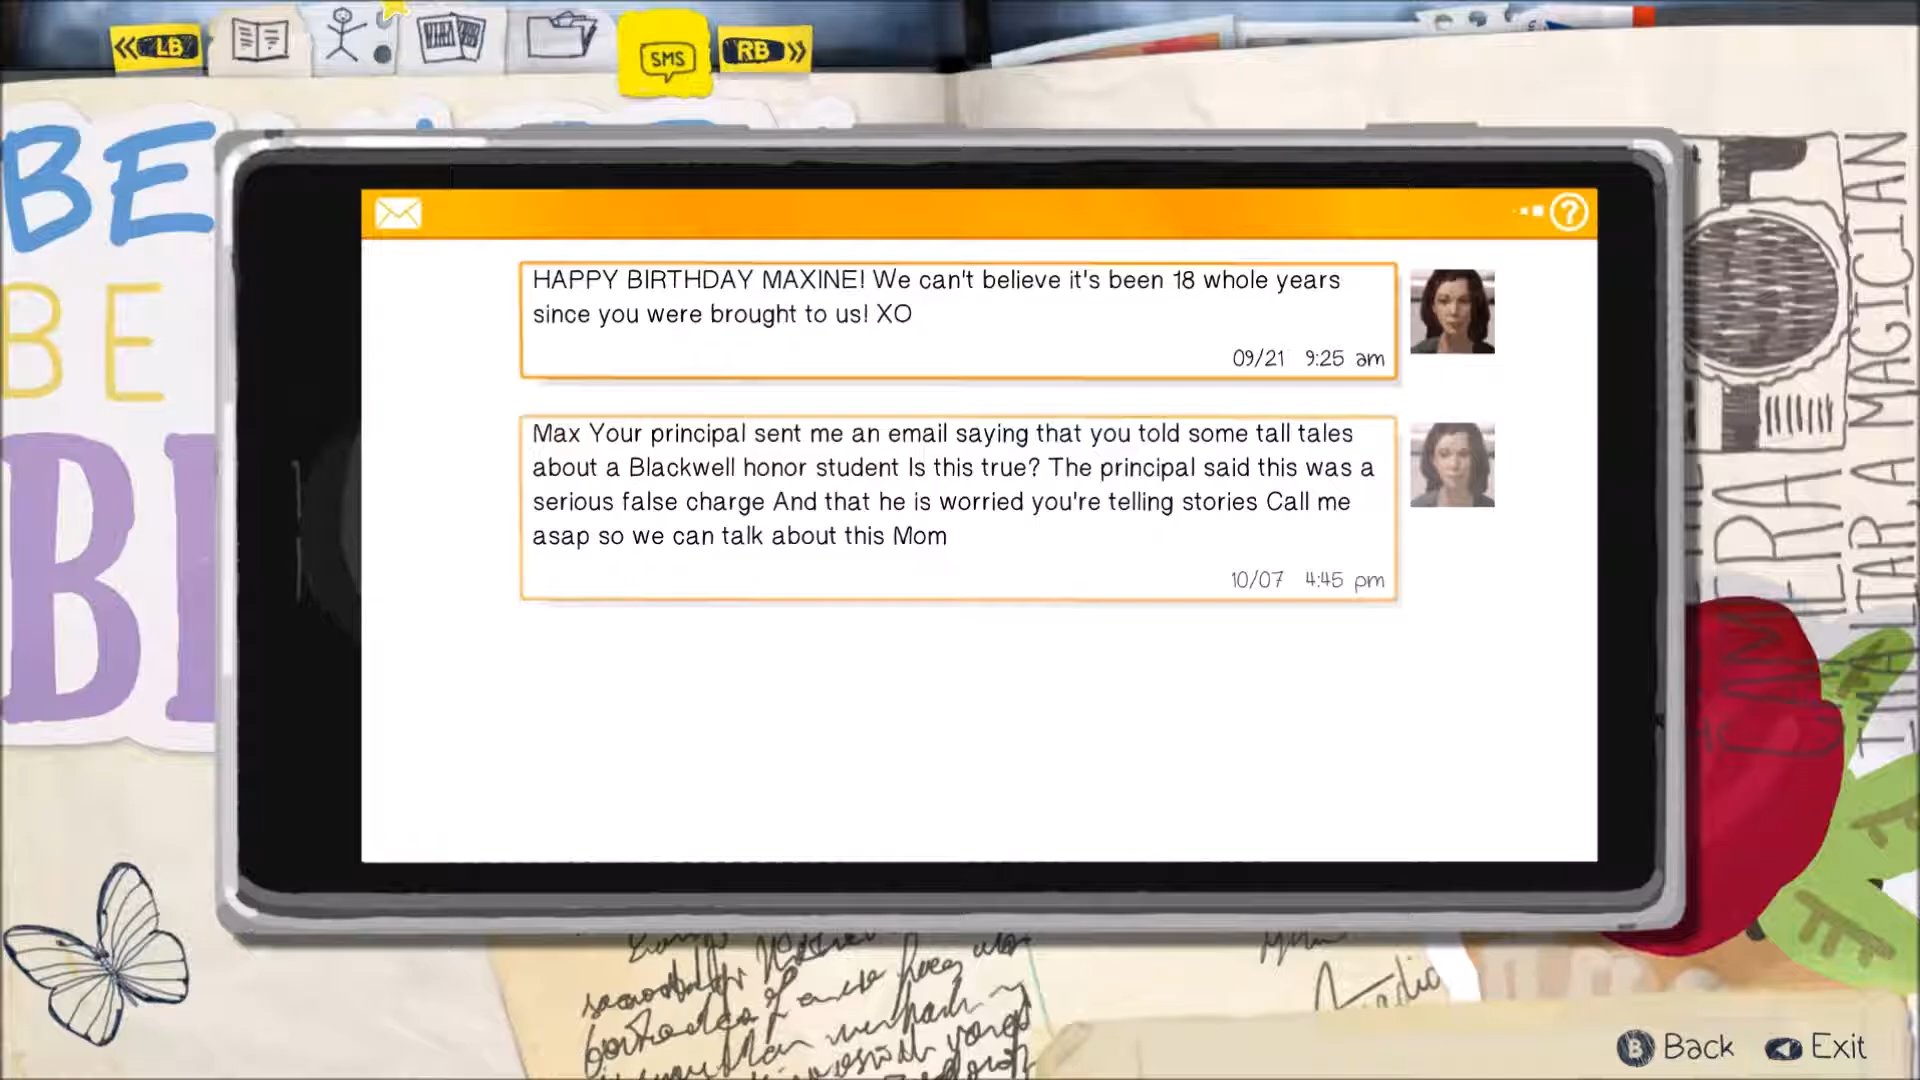 LB
SMS
RB
BE
BE
HAPPY BIRTHDAY MAXINE! We can't believe it's been 18 whole years
since you were brought to us! XO
09/21 9:25 am
Max Your principal sent me an email saying that you told some tall tales
about a Blackwell honor student Is this true? The principal said this was a
serious false charge And that he is worried you're telling stories Call me
asap so we can talk about this Mom
10/07 4:45 pm
?
MAGICIAN
B Back
Exit